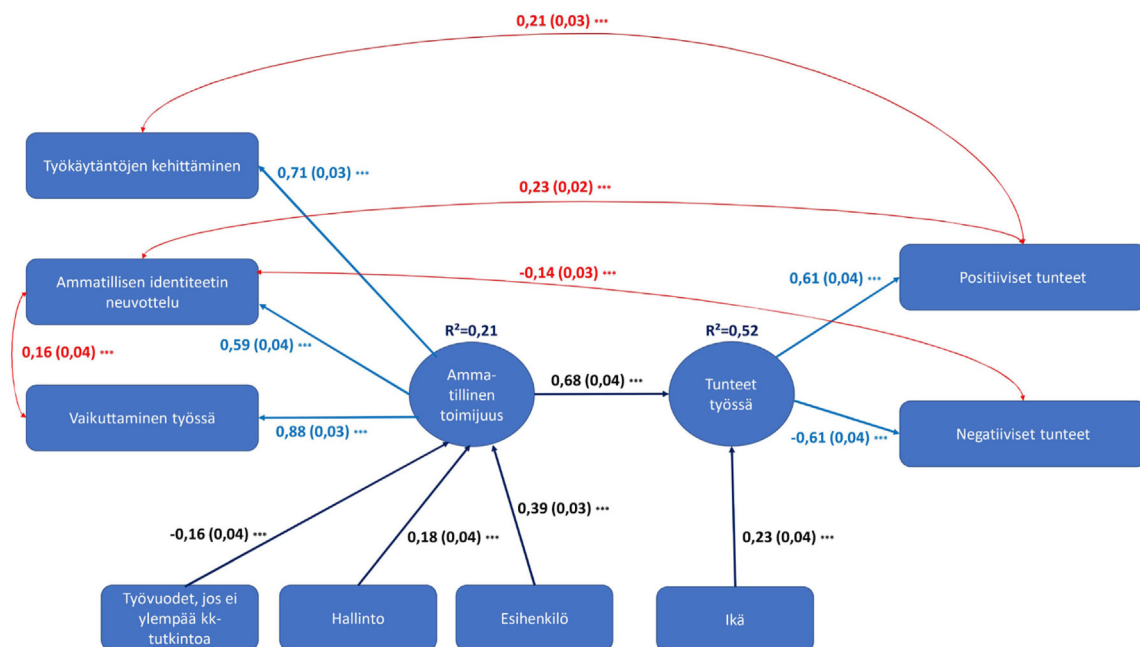 0,21 (0,03) ***
Työkäytäntöjen kehittäminen
0,71 (0,03) ***
0,23 (0,02) ***
Ammatillisen identiteetin
neuvottelu
-0,14 (0,03) ***
Positiiviset tunteet
0,61 (0,04) ***
R²=0,21
R²=0,52
0,59 (0,04) ***
0,16 (0,04) ***
Amma-
tillinen
toimijuus
0,68 (0,04) ***
Tunteet
työssä
Vaikuttaminen työssä
0,88 (0,03) ***
Negatiiviset tunteet
-0,61 (0,04) ***
-0,16 (0,04) ***
0,18 (0,04) ***
0,39 (0,03) ***
0,23 (0,04) ***
Työvuodet, jos ei
ylempää kk-
tutkintoa
Hallinto
Esihenkilö
Ikä